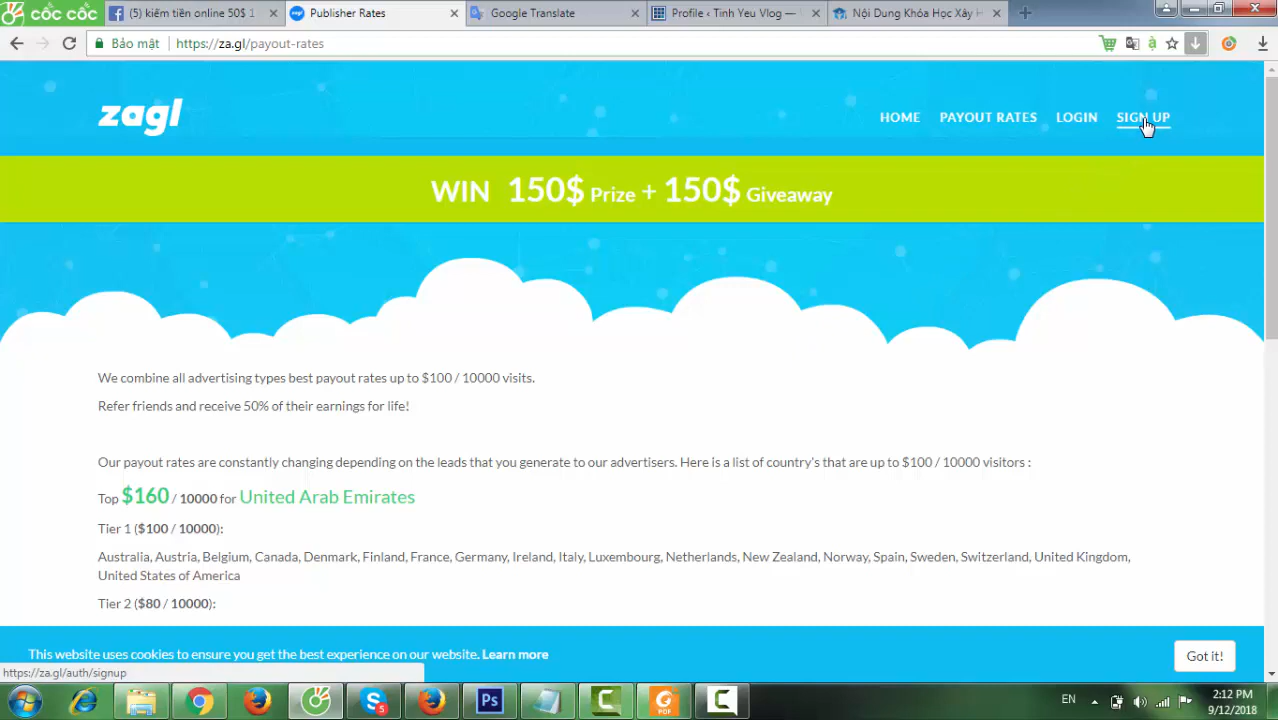 cốc cốc
(5) kiếm tiền online 50$ 1
Publisher Rates
Google Translate
Profile ‹ Tinh Yeu Vlog —
Nội Dung Khóa Học Xây H
Bảo mật
https://za.gl/payout-rates
zagl
HOME PAYOUT RATES LOGIN SIGN UP
WIN 150$ Prize + 150$ Giveaway
We combine all advertising types best payout rates up to $100 / 10000 visits.
Refer friends and receive 50% of their earnings for life!
Our payout rates are constantly changing depending on the leads that you generate to our advertisers. Here is a list of country's that are up to $100 / 10000 visitors :
Top $160 / 10000 for United Arab Emirates
Tier 1 ($100 / 10000):
Australia, Austria, Belgium, Canada, Denmark, Finland, France, Germany, Ireland, Italy, Luxembourg, Netherlands, New Zealand, Norway, Spain, Sweden, Switzerland, United Kingdom,
United States of America
Tier 2 ($80 / 10000):
This website uses cookies to ensure you get the best experience on our website. Learn more
Got it!
https://za.gl/auth/signup
Ps
PDF
EN
2:12 PM
9/12/2018